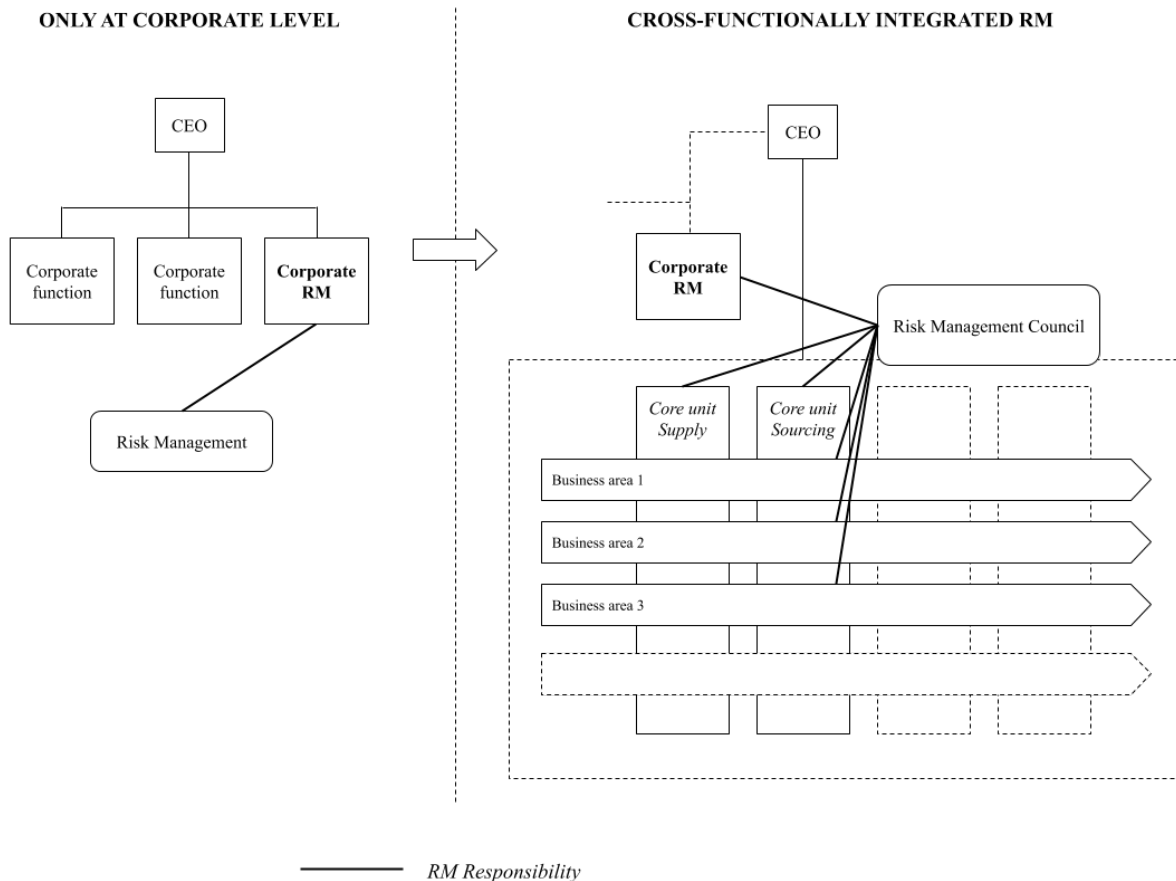 ONLY AT CORPORATE LEVEL
CEO
Corporate
function
Corporate
function
Corporate
RM
Risk Management
CROSS-FUNCTIONALLY INTEGRATED RM
CEO
Corporate
RM
Risk Management Council
Core unit
Supply
Core unit
Sourcing
Business area 1
Business area 2
Business area 3
RM Responsibility